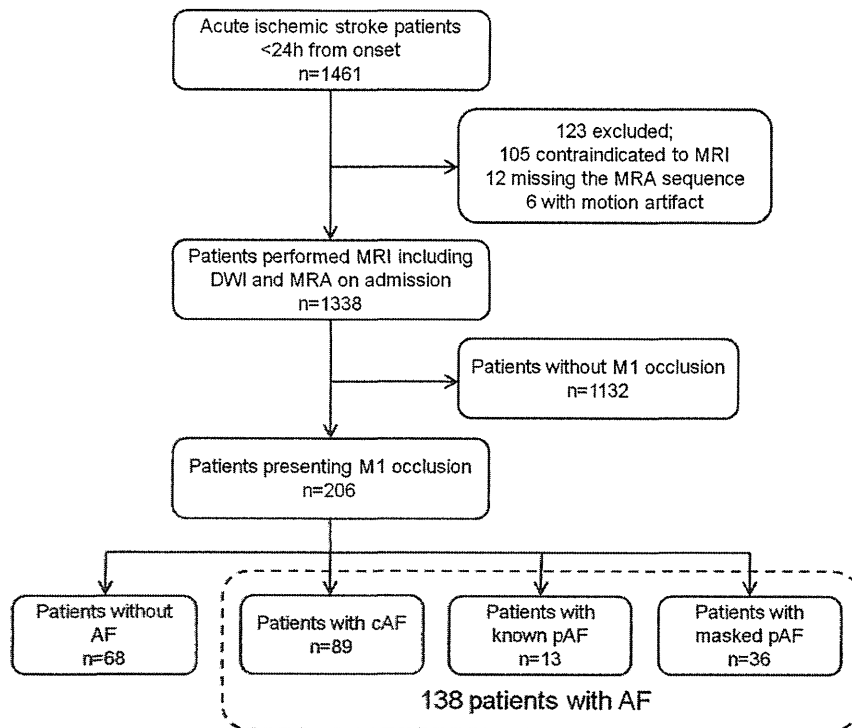 Acute ischemic stroke patients
<24h from onset
n=1461
123 excluded;
105 contraindicated to MRI
12 missing the MRA sequence
6 with motion artifact
Patients performed MRI including
DWI and MRA on admission
n=1338
Patients without M1 occlusion
n=1132
Patients presenting M1 occlusion
n=206
Patients without
AF
n=68
Patients with cAF
n=89
Patients with
known pAF
n=13
Patients with
masked pAF
n=36
138 patients with AF